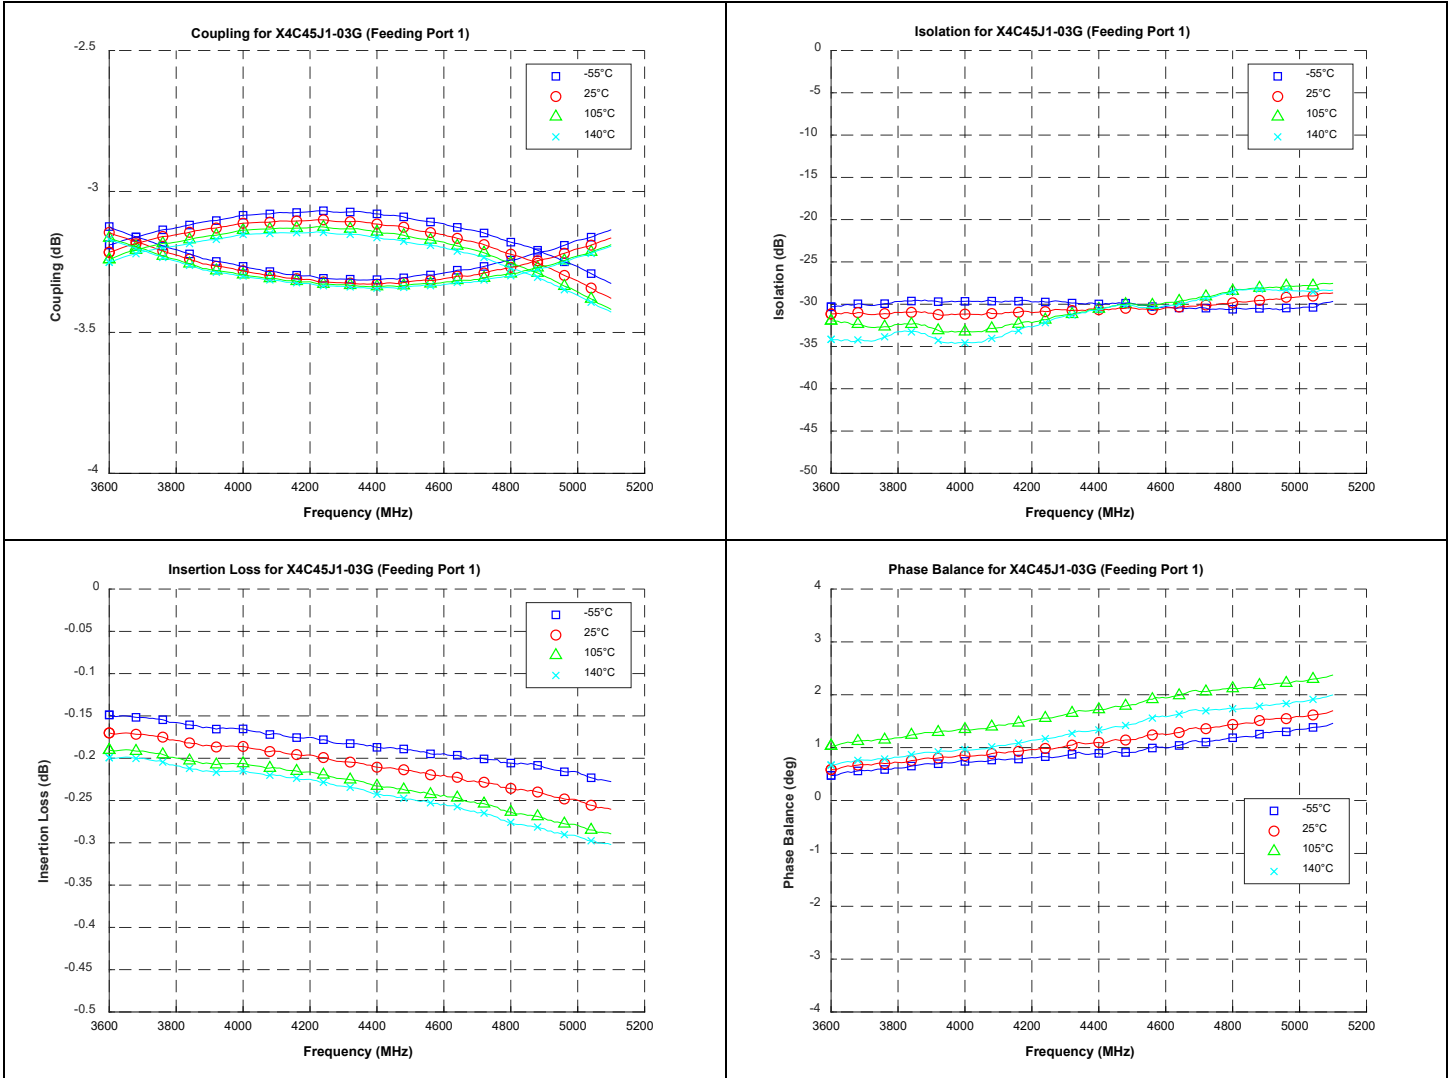 Coupling for X4C45J1-03G (Feeding Port 1)
-2.5
-3
-3.5
-4
Coupling (dB)
-55°C
25°C
105°C
140°C
3600 3800 4000 4200 4400 4600 4800 5000 5200
Frequency (MHz)
Isolation for X4C45J1-03G (Feeding Port 1)
0
-5
-10
-15
-20
-25
-30
-35
-40
-45
-50
Isolation (dB)
-55°C
25°C
105°C
140°C
3600 3800 4000 4200 4400 4600 4800 5000 5200
Frequency (MHz)
Insertion Loss for X4C45J1-03G (Feeding Port 1)
0
-0.05
-0.1
-0.15
-0.2
-0.25
-0.3
-0.35
-0.4
-0.45
-0.5
Insertion Loss (dB)
-55°C
25°C
105°C
140°C
3600 3800 4000 4200 4400 4600 4800 5000 5200
Frequency (MHz)
Phase Balance for X4C45J1-03G (Feeding Port 1)
4
3
2
1
0
-1
-2
-3
-4
Phase Balance (deg)
-55°C
25°C
105°C
140°C
3600 3800 4000 4200 4400 4600 4800 5000 5200
Frequency (MHz)